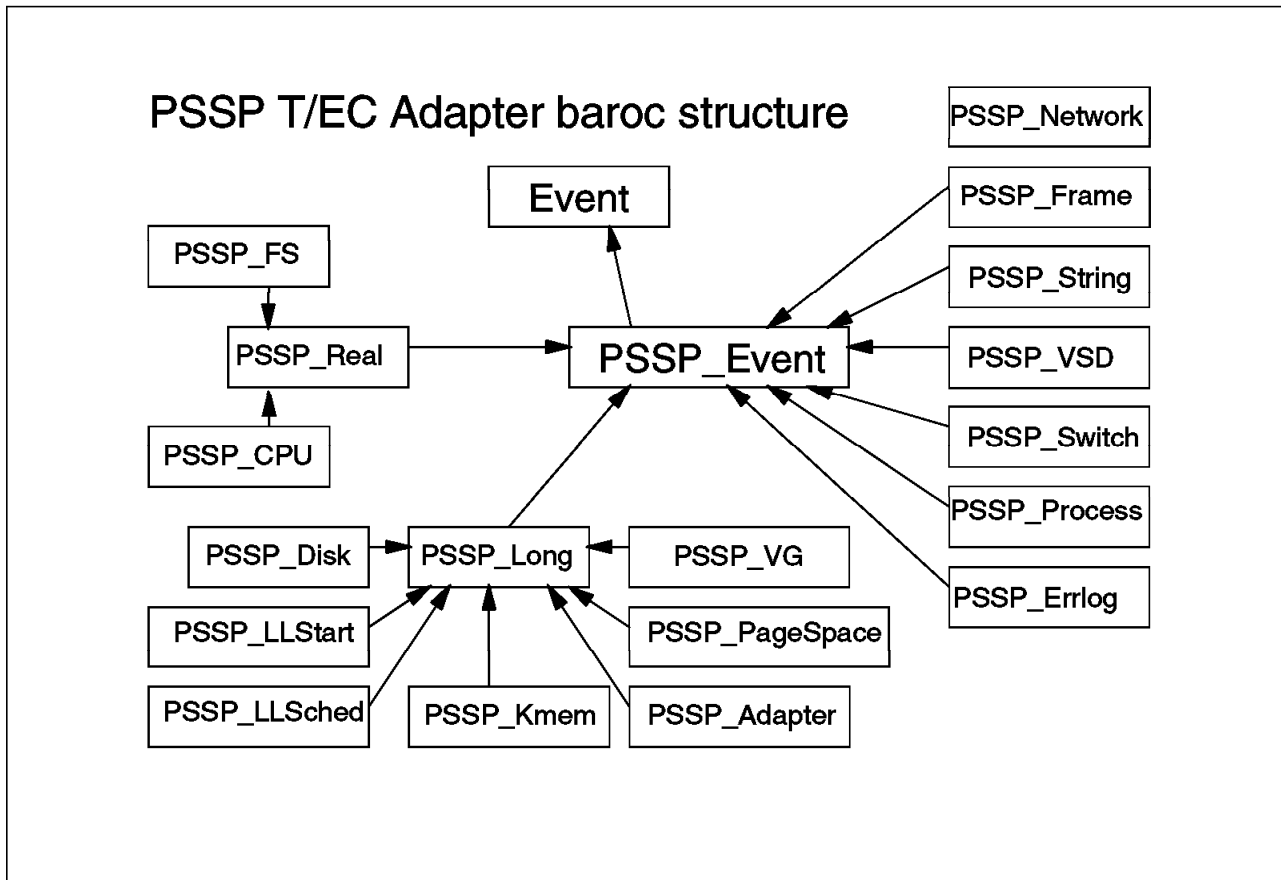 PSSP T/EC Adapter baroc structure
PSSP_Network
Event
PSSP_Frame
PSSP_FS
PSSP_String
PSSP_Real
PSSP_Event
PSSP_VSD
PSSP_CPU
PSSP_Switch
PSSP_Process
PSSP_Disk
PSSP_Long
PSSP_VG
PSSP_Errlog
PSSP_LLStart
PSSP_PageSpace
PSSP_LLSched
PSSP_Kmem
PSSP_Adapter